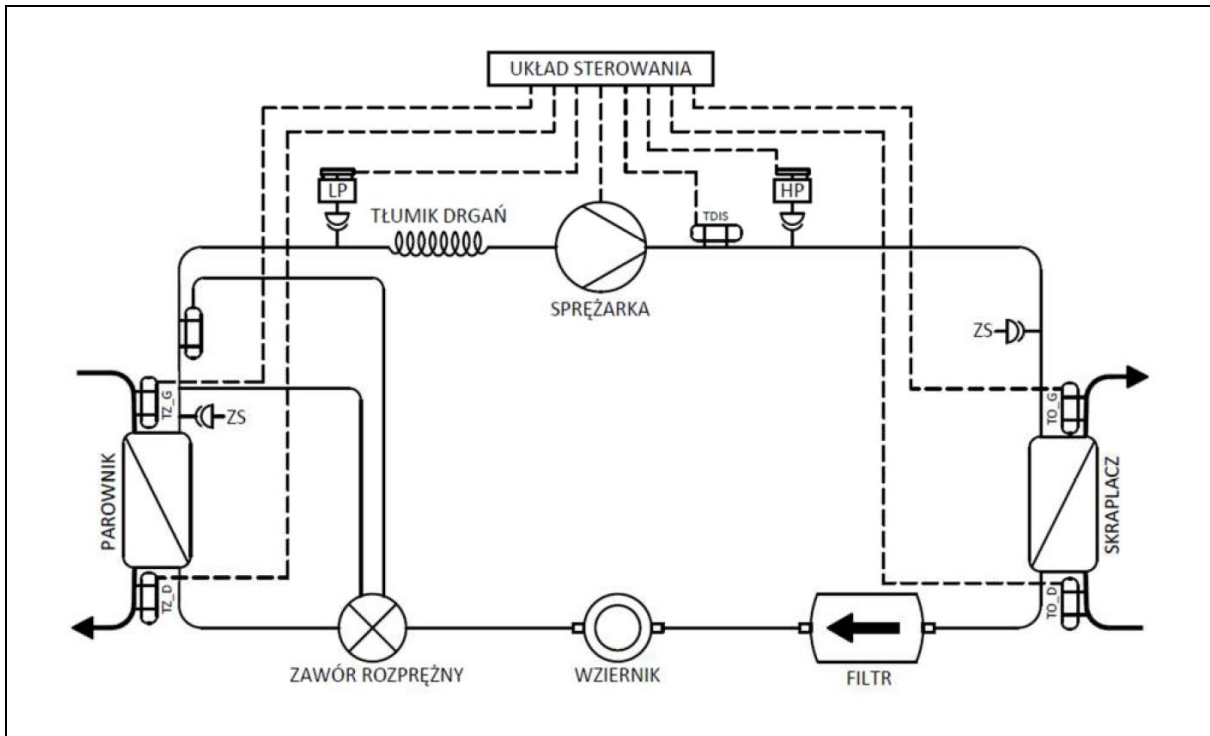 UKŁAD STEROWANIA
LP
HP
TŁUMIK DRGAŃ
TDIS
SPRĘŻARKA
ZS
TZ_G
ZS
TO_G
PAROWNIK
SKRAPLACZ
TZ_D
TO_D
ZAWÓR ROZPRĘŻNY
WZIERNIK
FILTR